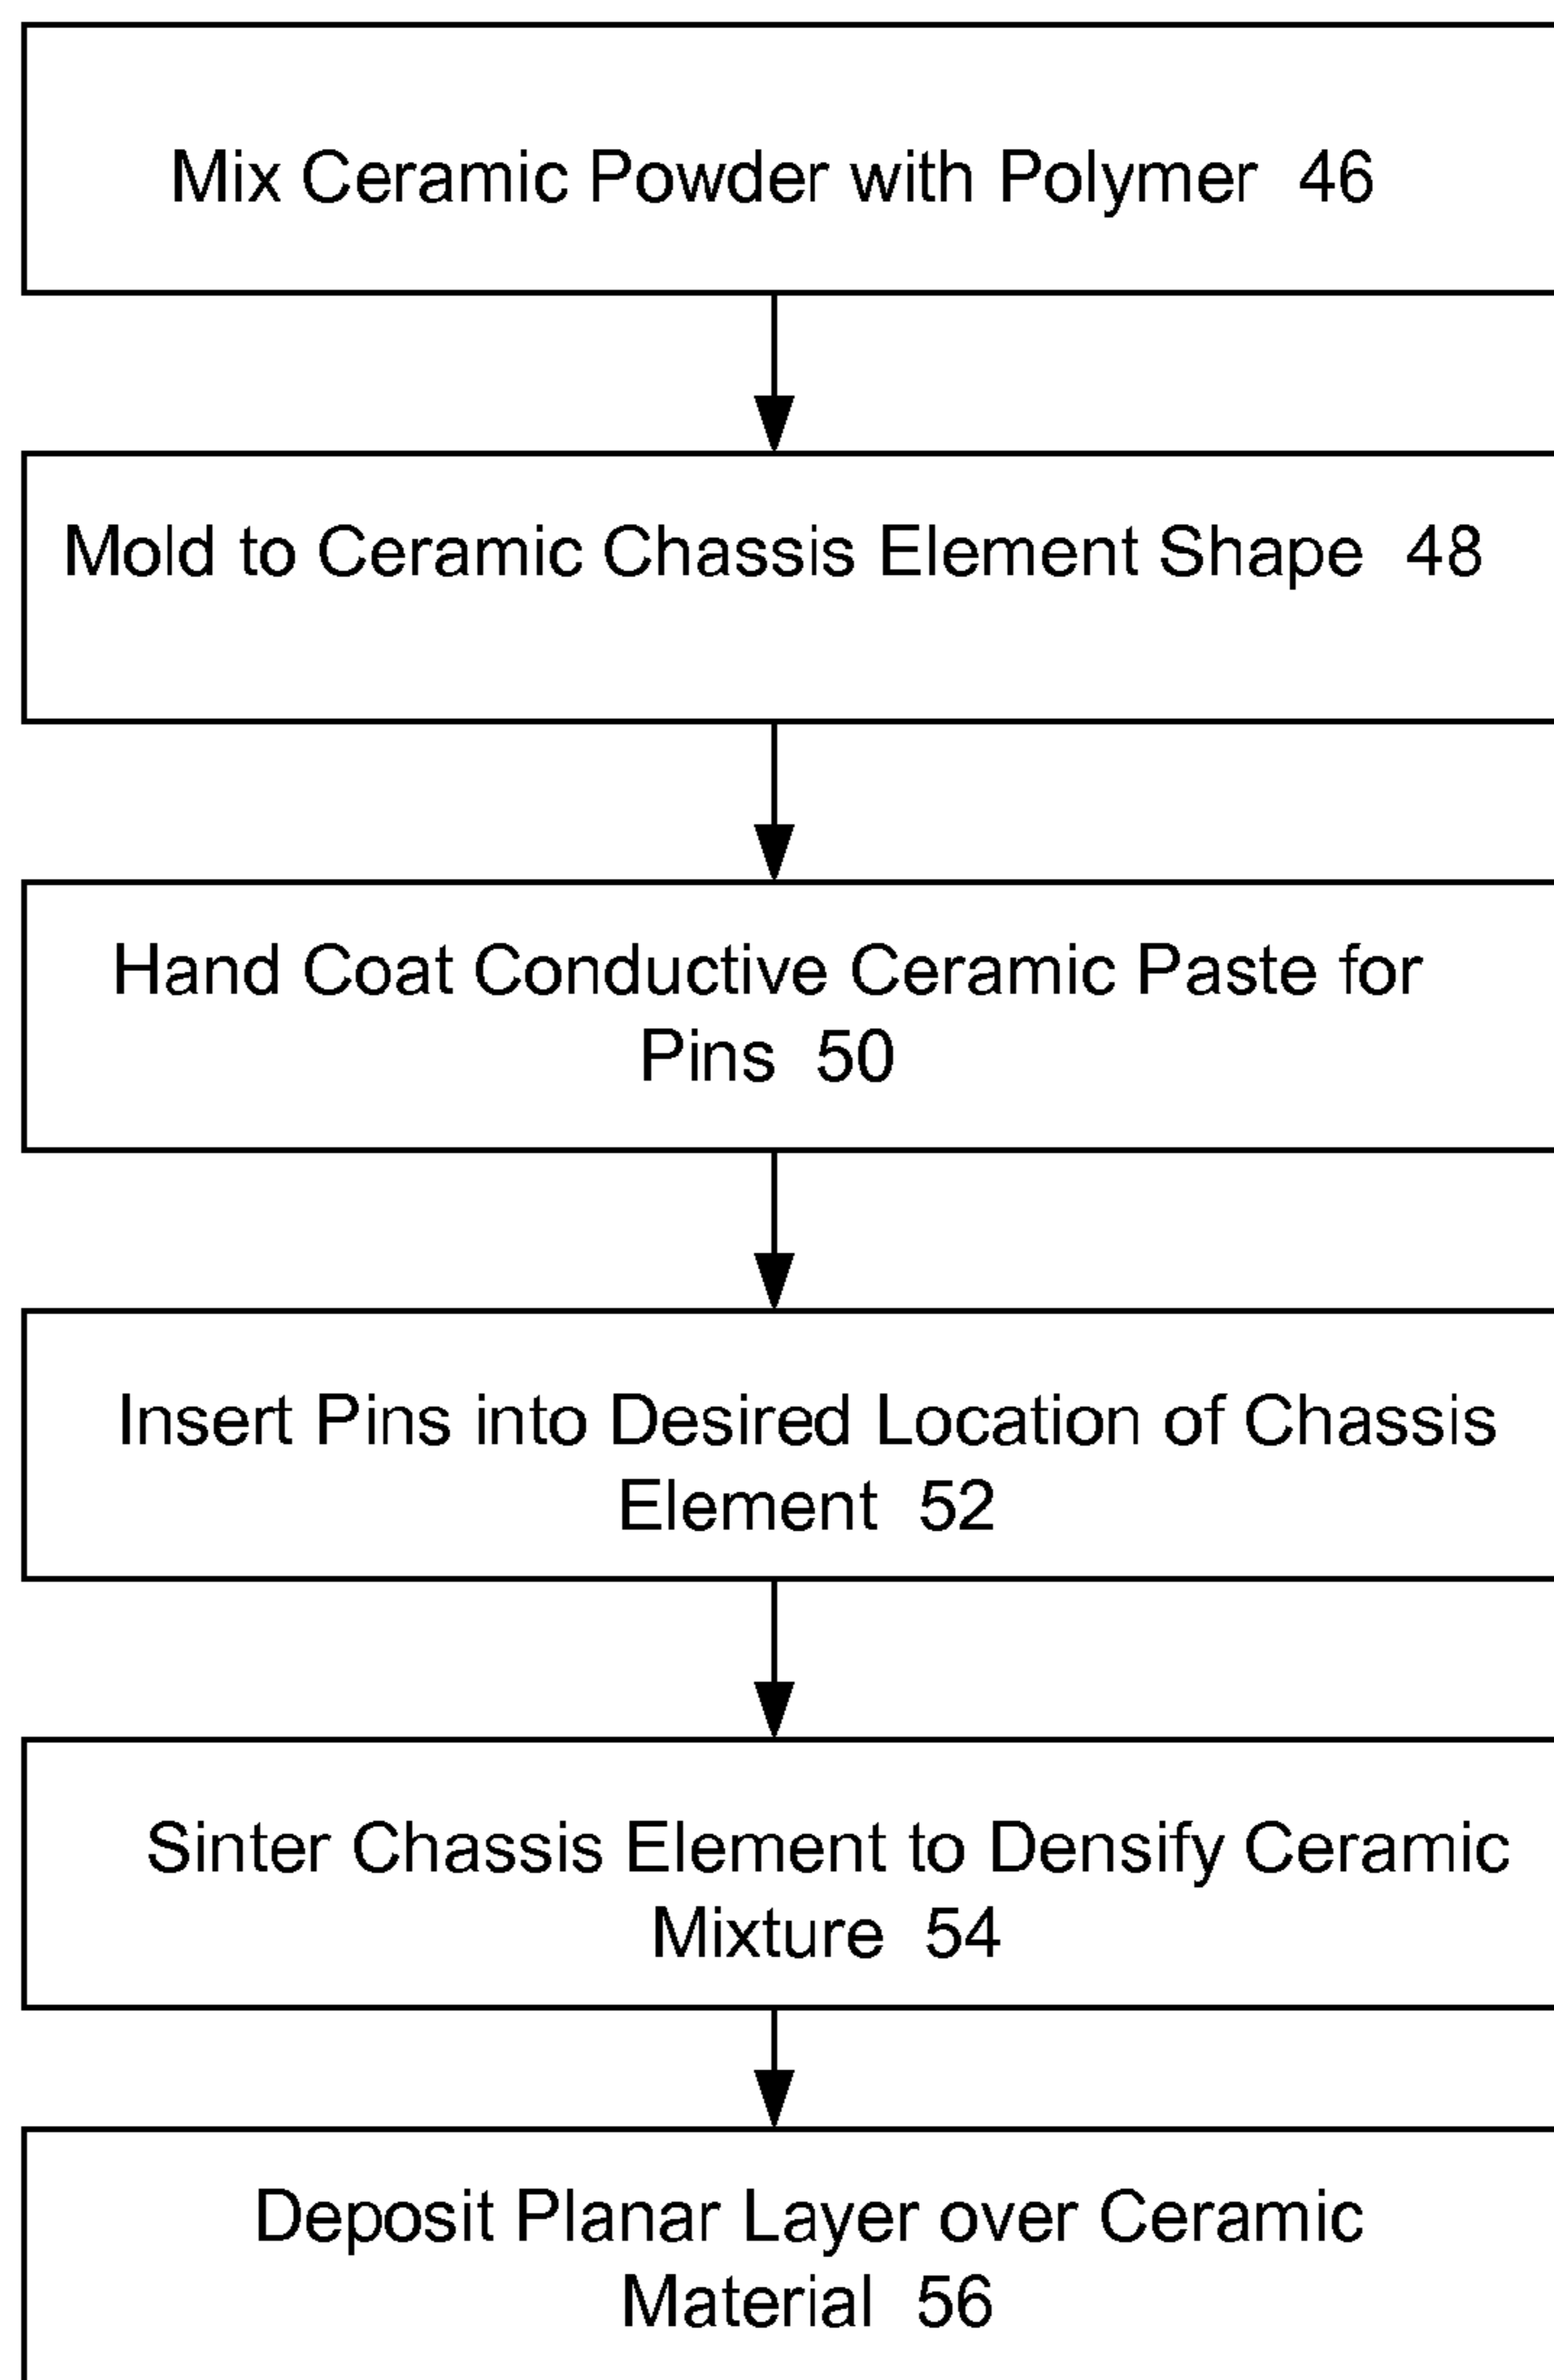 Mix Ceramic Powder with Polymer 46
Mold to Ceramic Chassis Element Shape 48
Hand Coat Conductive Ceramic Paste for
Pins 50
Insert Pins into Desired Location of Chassis
Element 52
Sinter Chassis Element to Densify Ceramic
Mixture 54
Deposit Planar Layer over Ceramic
Material 56